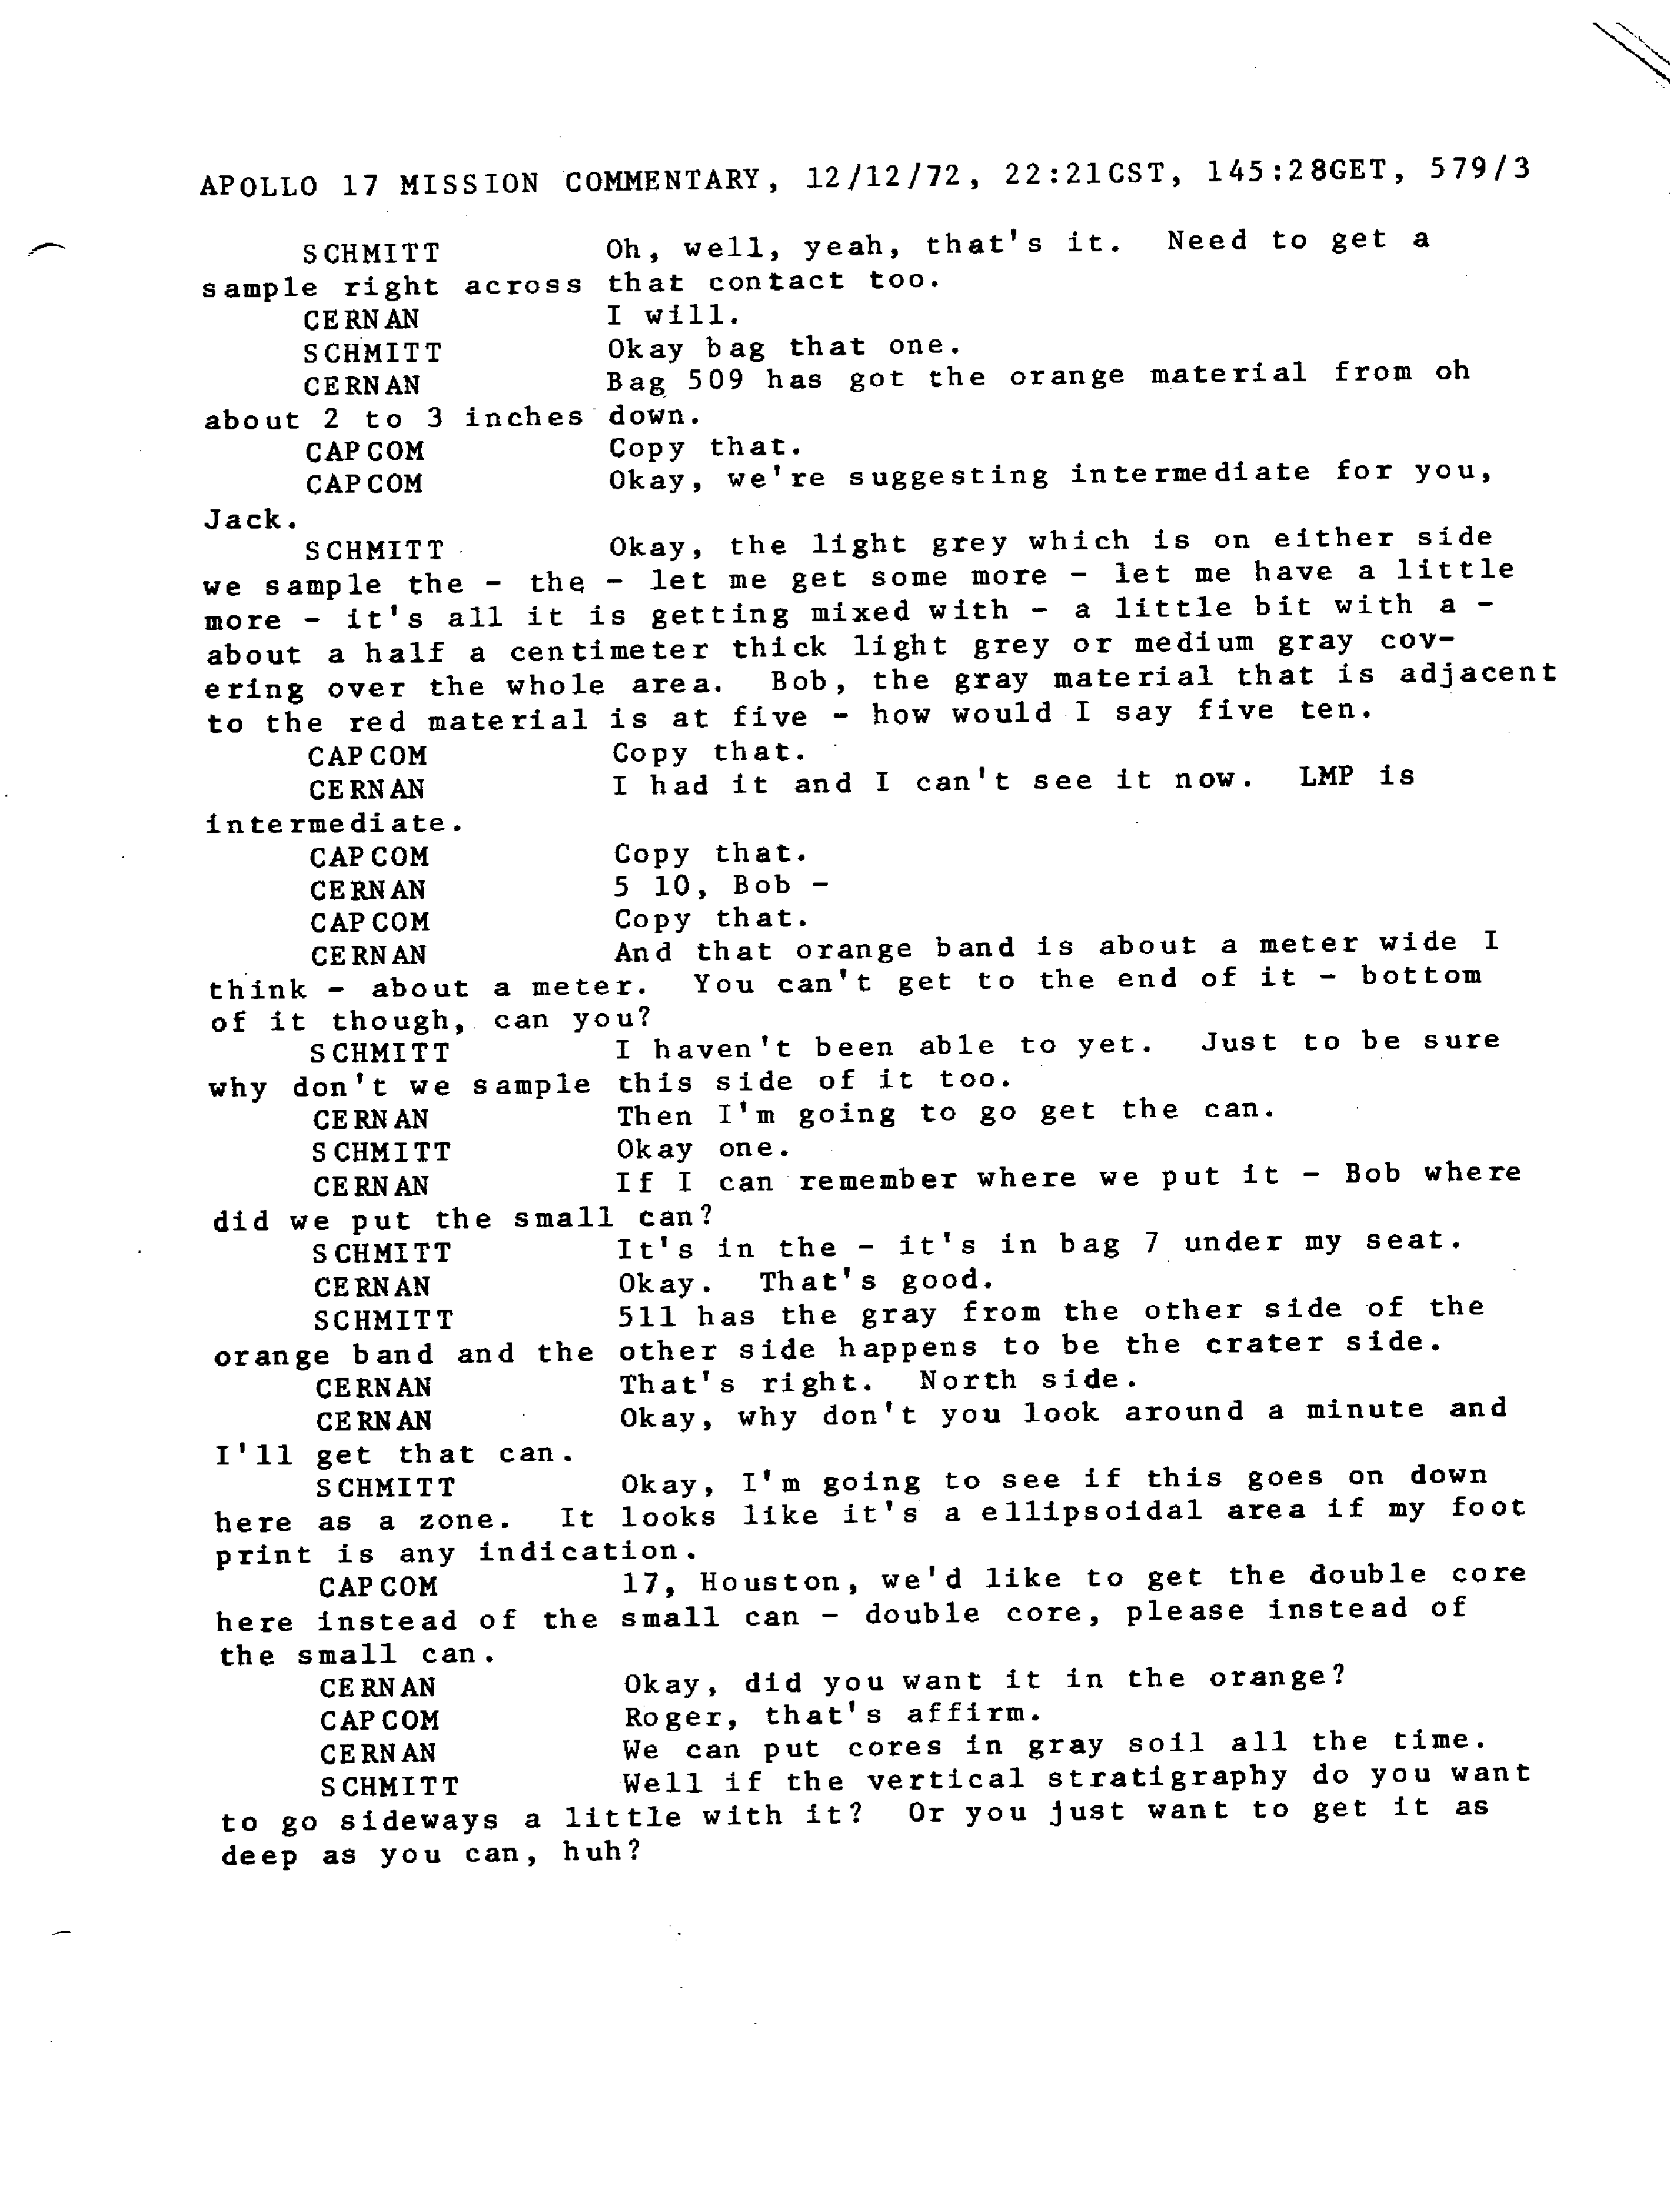 APOLLO 17 MISSION COMMENTARY, 12/12/72, 22:21CST, 145:28GET, 579/3
SCHMITT Oh, well, yeah, that's it. Need to get a
sample right across that contact too.
CERNAN I will.
SCHMITT Okay bag that one.
CERNAN Bag 509 has got the orange material from oh
about 2 to 3 inches down.
CAPCOM Copy that.
CAPCOM Okay, we're suggesting intermediate for you,
Jack.
SCHMITT Okay, the light grey which is on either side
we sample the - the - let me get some more - let me have a little
more - it's all it is getting mixed with - a little bit with a -
about a half a centimeter thick light grey or medium gray cov-
ering over the whole area. Bob, the gray material that is adjacent
to the red material is at five - how would I say five ten.
CAPCOM Copy that.
CERNAN I had it and I can't see it now. LMP is
intermediate.
CAPCOM Copy that.
CERNAN 5 10, Bob -
CAPCOM Copy that.
CERNAN And that orange band is about a meter wide I
think - about a meter. You can't get to the end of it - bottom
of it though, can you?
SCHMITT I haven't been able to yet. Just to be sure
why don't we sample this side of it too.
CERNAN Then I'm going to go get the can.
SCHMITT Okay one.
CERNAN If I can remember where we put it - Bob where
did we put the small can?
SCHMITT It's in the - it's in bag 7 under my seat.
CERNAN Okay. That's good.
SCHMITT 511 has the gray from the other side of the
orange band and the other side happens to be the crater side.
CERNAN That's right. North side.
CERNAN Okay, why don't you look around a minute and
I'll get that can.
SCHMITT Okay, I'm going to see if this goes on down
here as a zone. It looks like it's a ellipsoidal area if my foot
print is any indication.
CAPCOM 17, Houston, we'd like to get the double core
here instead of the small can - double core, please instead of
the small can.
CERNAN Okay, did you want it in the orange?
CAPCOM Roger, that's affirm.
CERNAN We can put cores in gray soil all the time.
SCHMITT Well if the vertical stratigraphy do you want
to go sideways a little with it? Or you just want to get it as
deep as you can, huh?